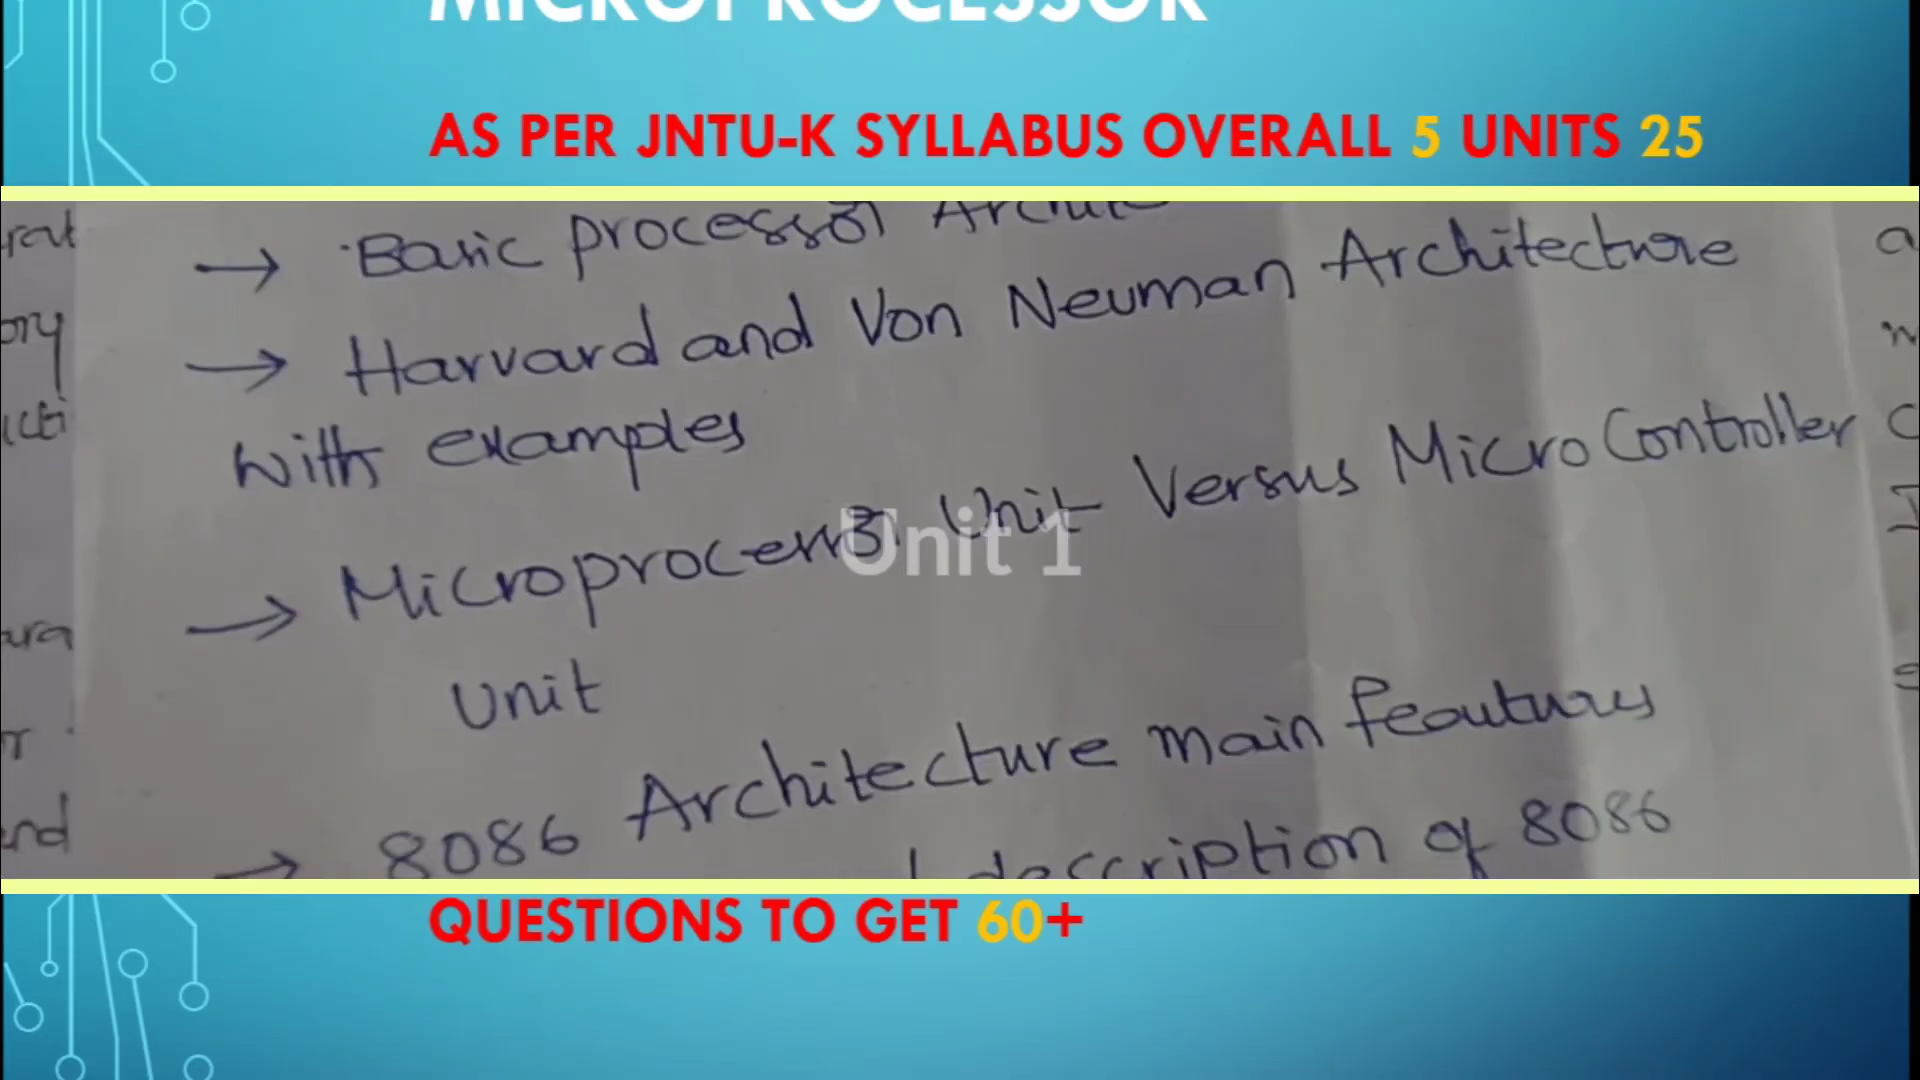 MICROPROCESSOR
AS PER JNTU-K SYLLABUS OVERALL 5 UNITS 25
→ Basic processor
→ Harvard and Von Neuman Architecture
with examples
→ Microprocessor Unit Versus Micro Controller
Unit
Unit 1
→ 8086 Architecture main features
description of 8086
QUESTIONS TO GET 60+